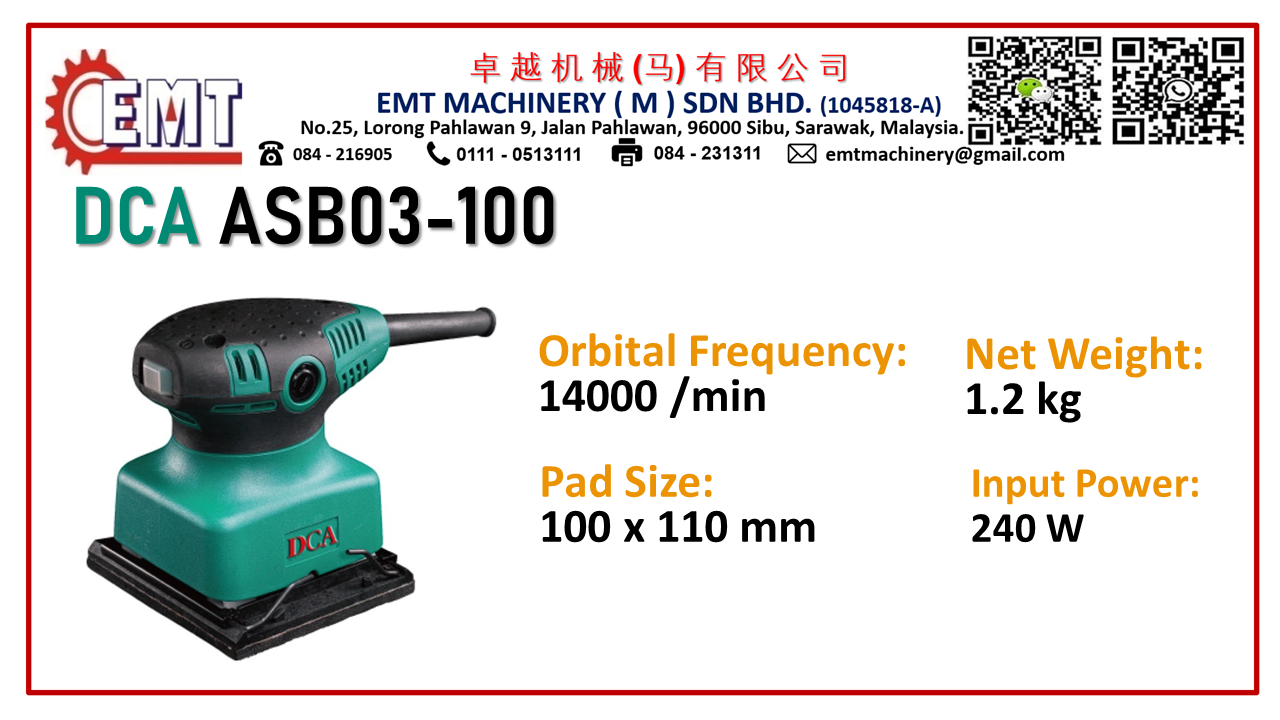 EMT
卓越机械(马)有限公司
EMT MACHINERY ( M ) SDN BHD. (1045818-A)
No.25, Lorong Pahlawan 9, Jalan Pahlawan, 96000 Sibu, Sarawak, Malaysia.
084 - 216905 0111 - 0513111 084 - 231311 emtmachinery@gmail.com
DCA ASB03-100
Orbital Frequency:
14000 /min
Net Weight:
1.2 kg
Pad Size:
100 x 110 mm
Input Power:
240 W
DCA